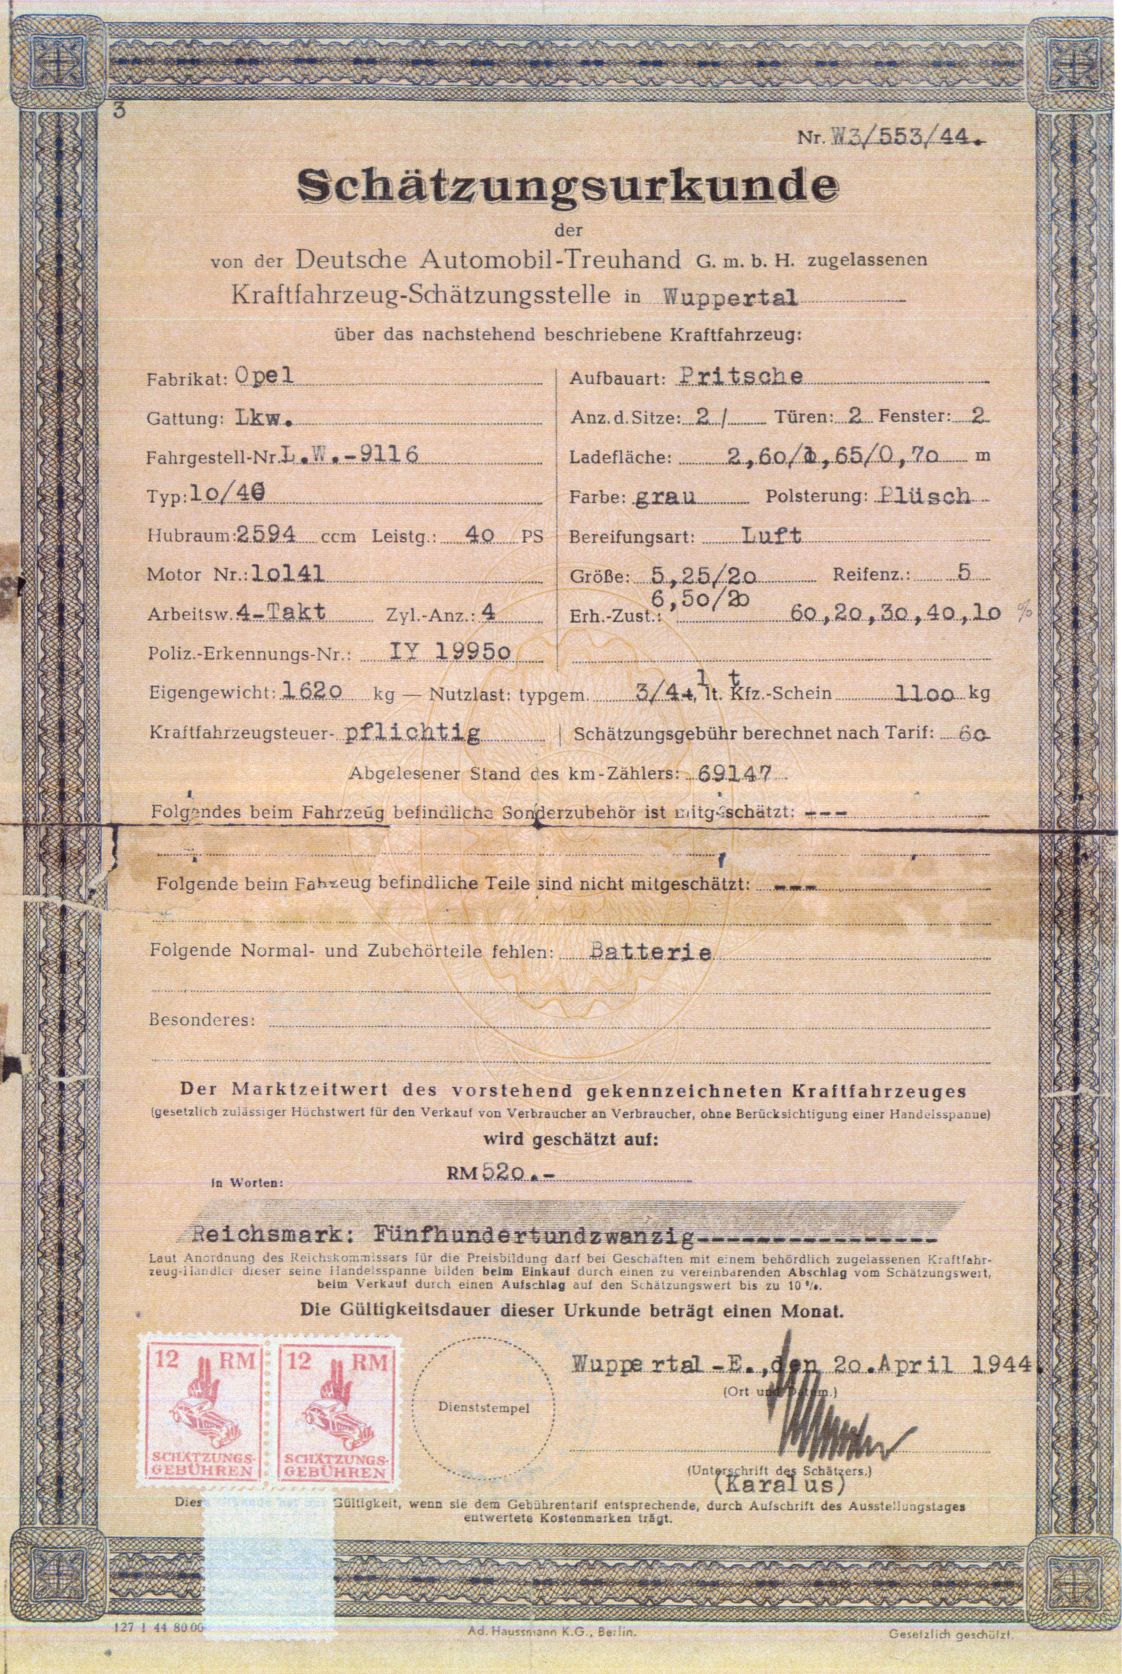 3
Nr. W3/553/44.
Schätzungsurkunde
der
von der Deutsche Automobil-Treuhand G. m. b. H. zugelassenen
Kraftfahrzeug-Schätzungsstelle in Wuppertal
über das nachstehend beschriebene Kraftfahrzeug:
Fabrikat: Opel
Aufbauart: Pritsche
Gattung: Lkw.
Anz. d. Sitze: 2 / Türen: 2 Fenster: 2
Fahrgestell-Nr. L.W.-9116
Ladefläche: 2,60/1,65/0,70 m
Typ: 10/40
Farbe: grau Polsterung: Plüsch
Hubraum: 2594 ccm Leistg.: 40 PS
Bereifungsart: Luft
Motor Nr.: 10141
Größe: 5,25/20 Reifenz.: 5
6,50/20
Arbeitsw. 4-Takt Zyl.-Anz.: 4
Erh.-Zust.: 60,20,30,40,10 %
Poliz.-Erkennungs-Nr.: IY 19950
Eigengewicht: 1620 kg — Nutzlast: typgem. 3/4-1 t, lt. Kfz.-Schein 1100 kg
Kraftfahrzeugsteuer- pflichtig
Schätzungsgebühr berechnet nach Tarif: 60
Abgelesener Stand des km-Zählers: 69147
Folgendes beim Fahrzeug befindliche Sonderzubehör ist mitgeschätzt: ---
Folgende beim Fahrzeug befindliche Teile sind nicht mitgeschätzt: ---
Folgende Normal- und Zubehörteile fehlen: Batterie
Besonderes:
Der Marktzeitwert des vorstehend gekennzeichneten Kraftfahrzeuges
(gesetzlich zulässiger Höchstwert für den Verkauf von Verbraucher an Verbraucher, ohne Berücksichtigung einer Handelsspanne)
wird geschätzt auf:
RM 520.-
in Worten:
Reichsmark: Fünfhundertundzwanzig----------------
Laut Anordnung des Reichskommissars für die Preisbildung darf bei Geschäften mit einem behördlich zugelassenen Kraftfahr-
zeug-Händler dieser seine Handelsspanne bilden beim Einkauf durch einen zu vereinbarenden Abschlag vom Schätzungswert,
beim Verkauf durch einen Aufschlag auf den Schätzungswert bis zu 10 %.
Die Gültigkeitsdauer dieser Urkunde beträgt einen Monat.
12 RM
SCHÄTZUNGS-
GEBÜHREN
12 RM
SCHÄTZUNGS-
GEBÜHREN
Dienststempel
Wuppertal-E., den 20. April 1944.
(Ort und Datum.)
(Unterschrift des Schätzers.)
(Karalus)
Gültigkeit, wenn sie dem Gebührentarif entsprechende, durch Aufschrift des Ausstellungstages
entwertete Kostenmarken trägt.
127 I 44 8000
Ad. Haussmann K.G., Berlin.
Gesetzlich geschützt.